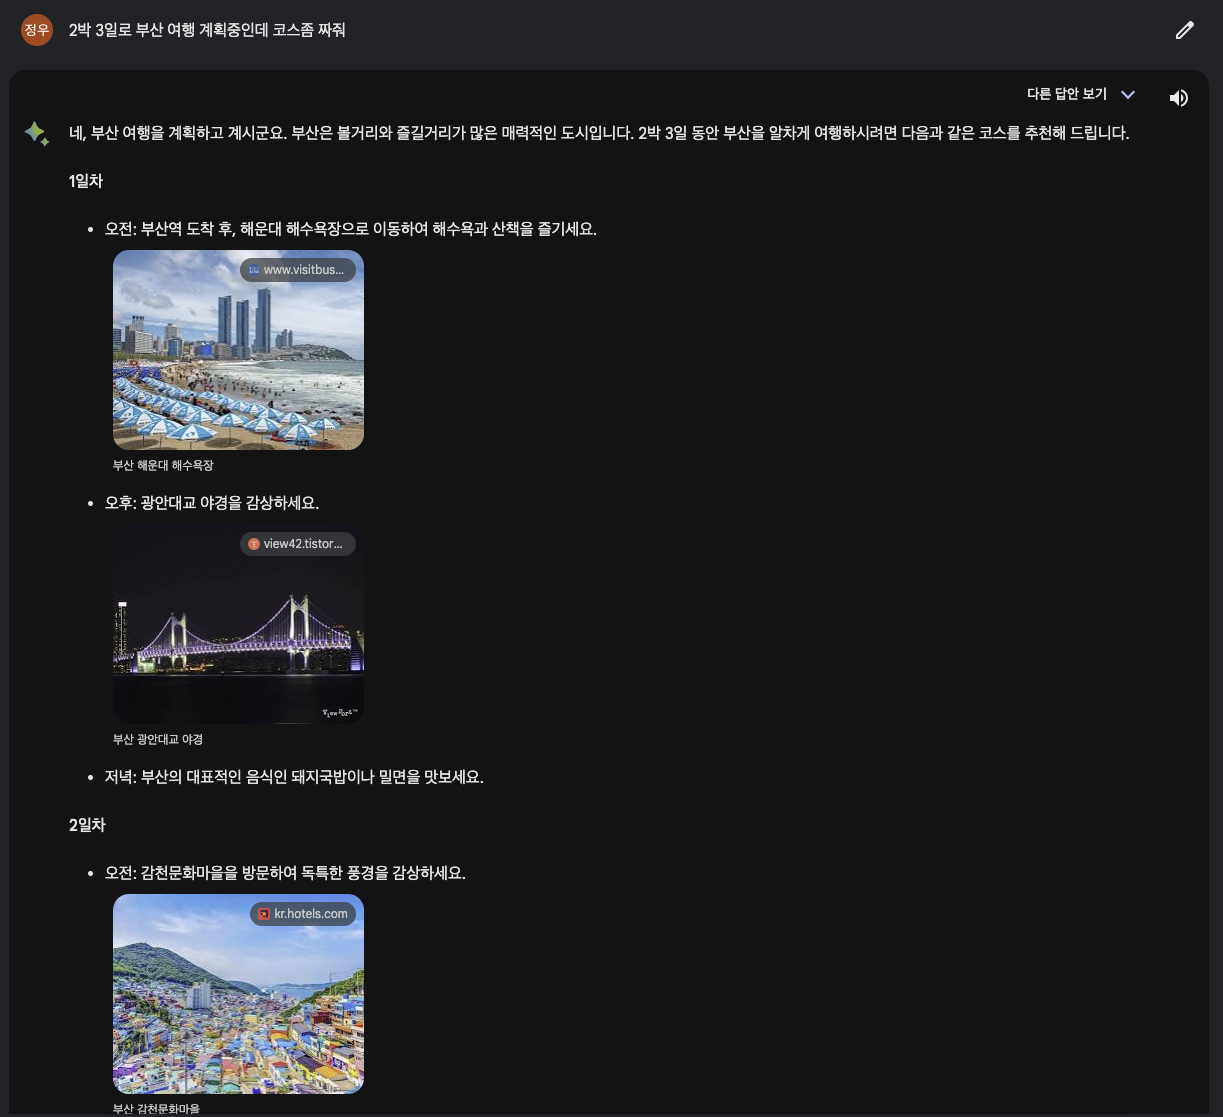 정우
2박 3일로 부산 여행 계획중인데 코스좀 짜줘
다른 답안 보기
네, 부산 여행을 계획하고 계시군요. 부산은 볼거리와 즐길거리가 많은 매력적인 도시입니다. 2박 3일 동안 부산을 알차게 여행하시려면 다음과 같은 코스를 추천해 드립니다.
1일차
• 오전: 부산역 도착 후, 해운대 해수욕장으로 이동하여 해수욕과 산책을 즐기세요.
www.visitbus...
부산 해운대 해수욕장
• 오후: 광안대교 야경을 감상하세요.
view42.tistor...
부산 광안대교 야경
• 저녁: 부산의 대표적인 음식인 돼지국밥이나 밀면을 맛보세요.
2일차
• 오전: 감천문화마을을 방문하여 독특한 풍경을 감상하세요.
kr.hotels.com
부산 감천문화마을